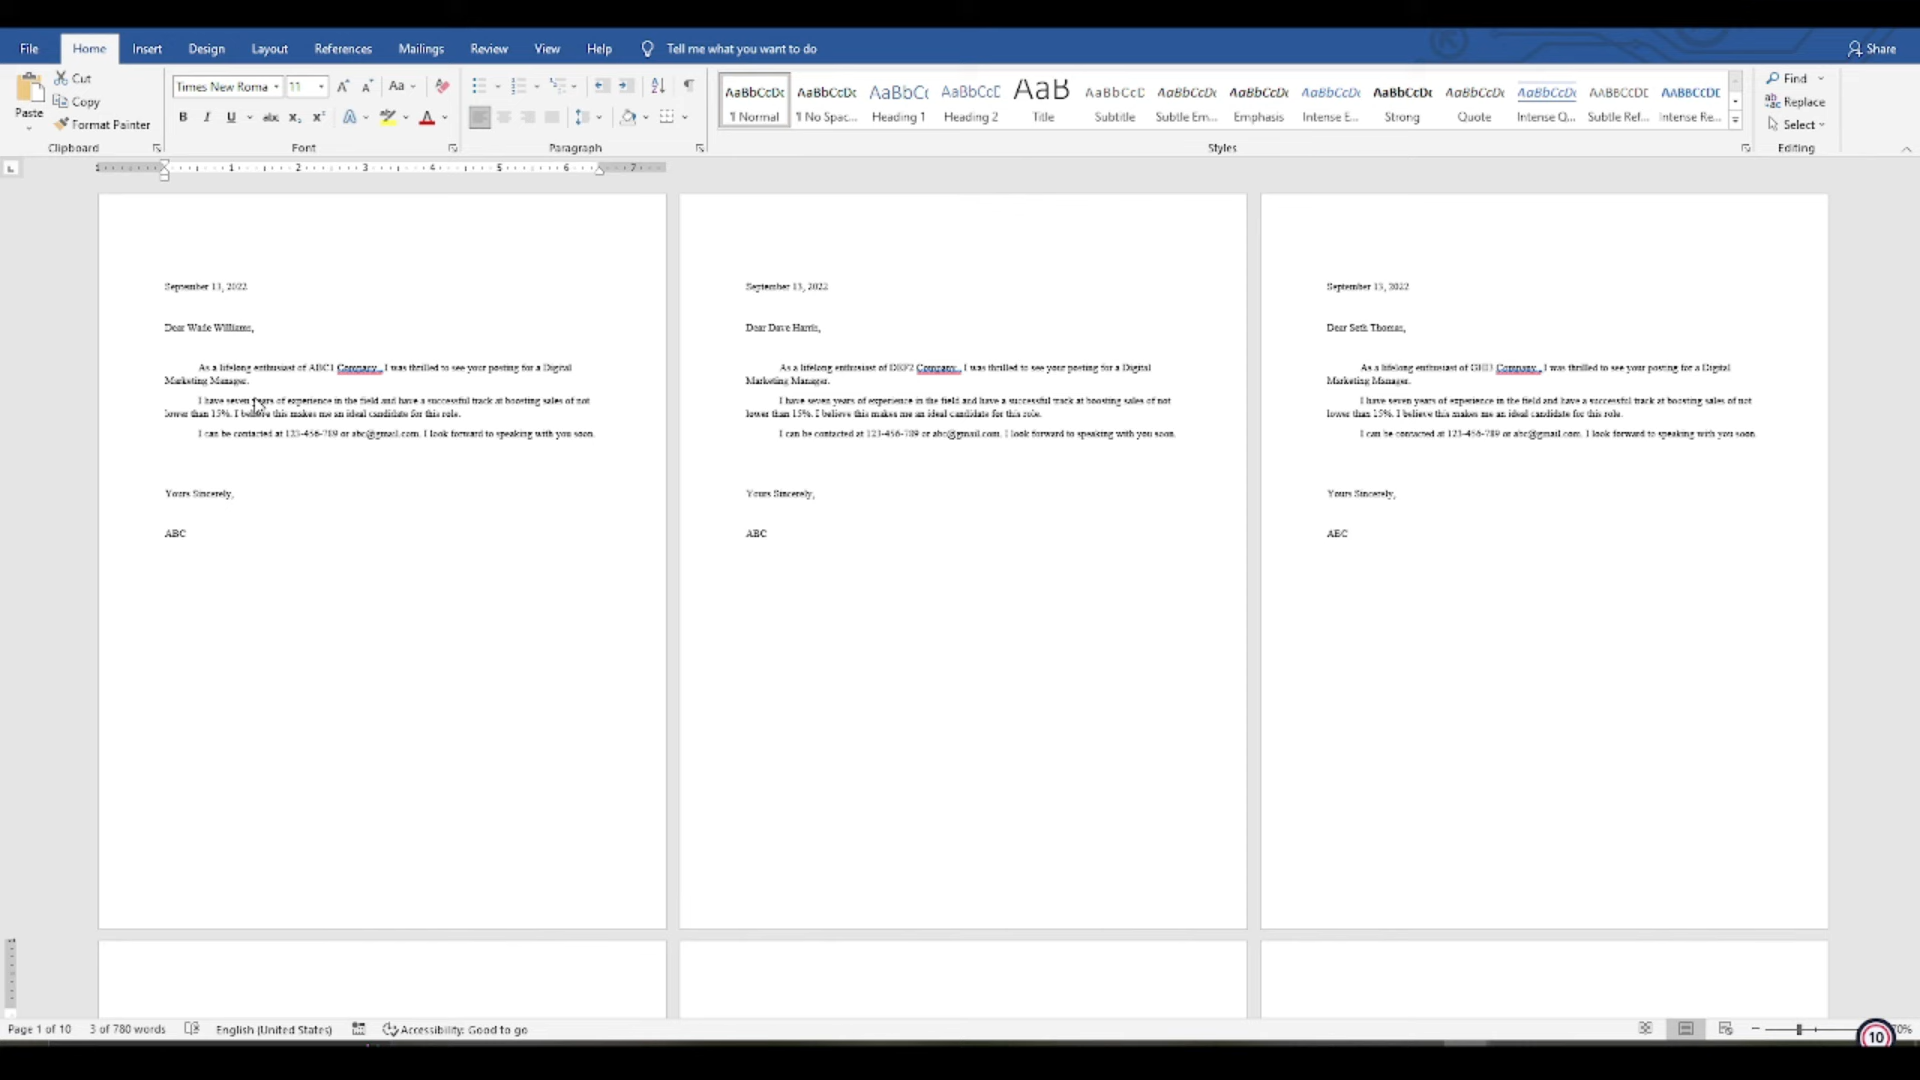 File Home Insert Design Layout References Mailings Review View Help Tell me what you want to do Share
Paste
Cut
Copy
Format Painter
Clipboard
Times New Roma 11
Font
Paragraph
AaBbCcDc AaBbCcDc AaBbC( AaBbCcD AaB AaBbCcD AaBbCcDc AaBbCcDc AaBbCcDc AaBbCcDc AaBbCcDc AaBbCcDc AABBCCDC AABBCCDC
¶ Normal ¶ No Spac... Heading 1 Heading 2 Title Subtitle Subtle Em... Emphasis Intense E... Strong Quote Intense Q... Subtle Ref... Intense Re...
Styles
Find
Replace
Select
Editing
1 1 2 3 4 5 6 7
September 13, 2022
Dear Wade Williams,
As a lifelong enthusiast of ABC1 Company , I was thrilled to see your posting for a Digital
Marketing Manager.
I have seven years of experience in the field and have a successful track at boosting sales of not
lower than 15%. I believe this makes me an ideal candidate for this role.
I can be contacted at 123-456-789 or abc@gmail.com. I look forward to speaking with you soon.
Yours Sincerely,
ABC
September 13, 2022
Dear Dave Harris,
As a lifelong enthusiast of DEF2 Company , I was thrilled to see your posting for a Digital
Marketing Manager.
I have seven years of experience in the field and have a successful track at boosting sales of not
lower than 15%. I believe this makes me an ideal candidate for this role.
I can be contacted at 123-456-789 or abc@gmail.com. I look forward to speaking with you soon.
Yours Sincerely,
ABC
September 13, 2022
Dear Seth Thomas,
As a lifelong enthusiast of GHI3 Company , I was thrilled to see your posting for a Digital
Marketing Manager.
I have seven years of experience in the field and have a successful track at boosting sales of not
lower than 15%. I believe this makes me an ideal candidate for this role.
I can be contacted at 123-456-789 or abc@gmail.com. I look forward to speaking with you soon.
Yours Sincerely,
ABC
Page 1 of 10 3 of 780 words English (United States) Accessibility: Good to go 10 70%